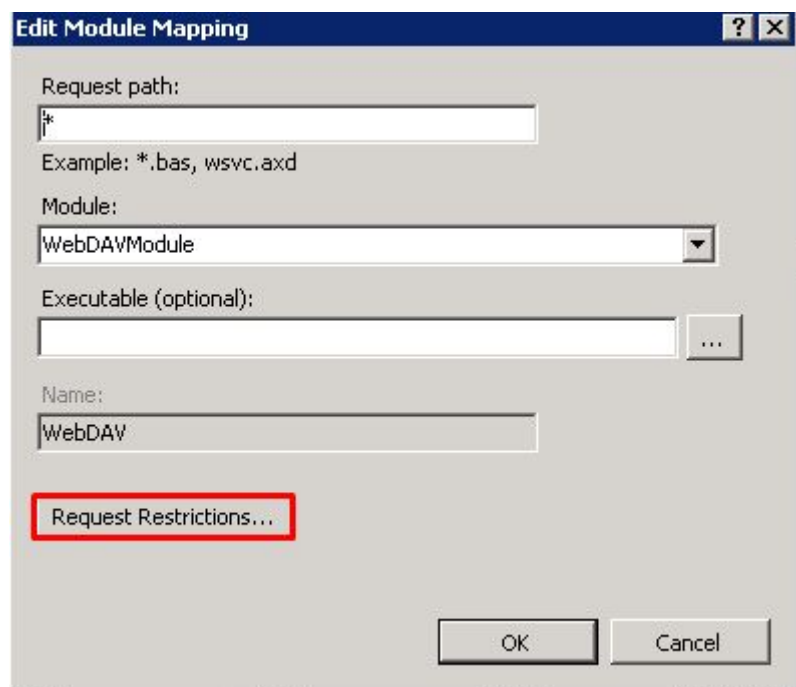 Edit Module Mapping
Request path:
*
Example: *.bas, wsvc.axd
Module:
WebDAVModule
Executable (optional):
...
Name:
WebDAV
Request Restrictions...
OK Cancel